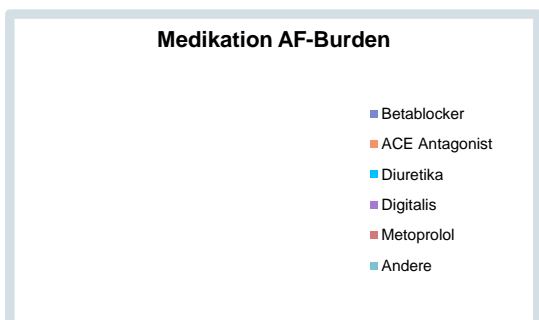 Medikation AF-Burden
Betablocker
ACE Antagonist
Diuretika
Digitalis
Metoprolol
Andere